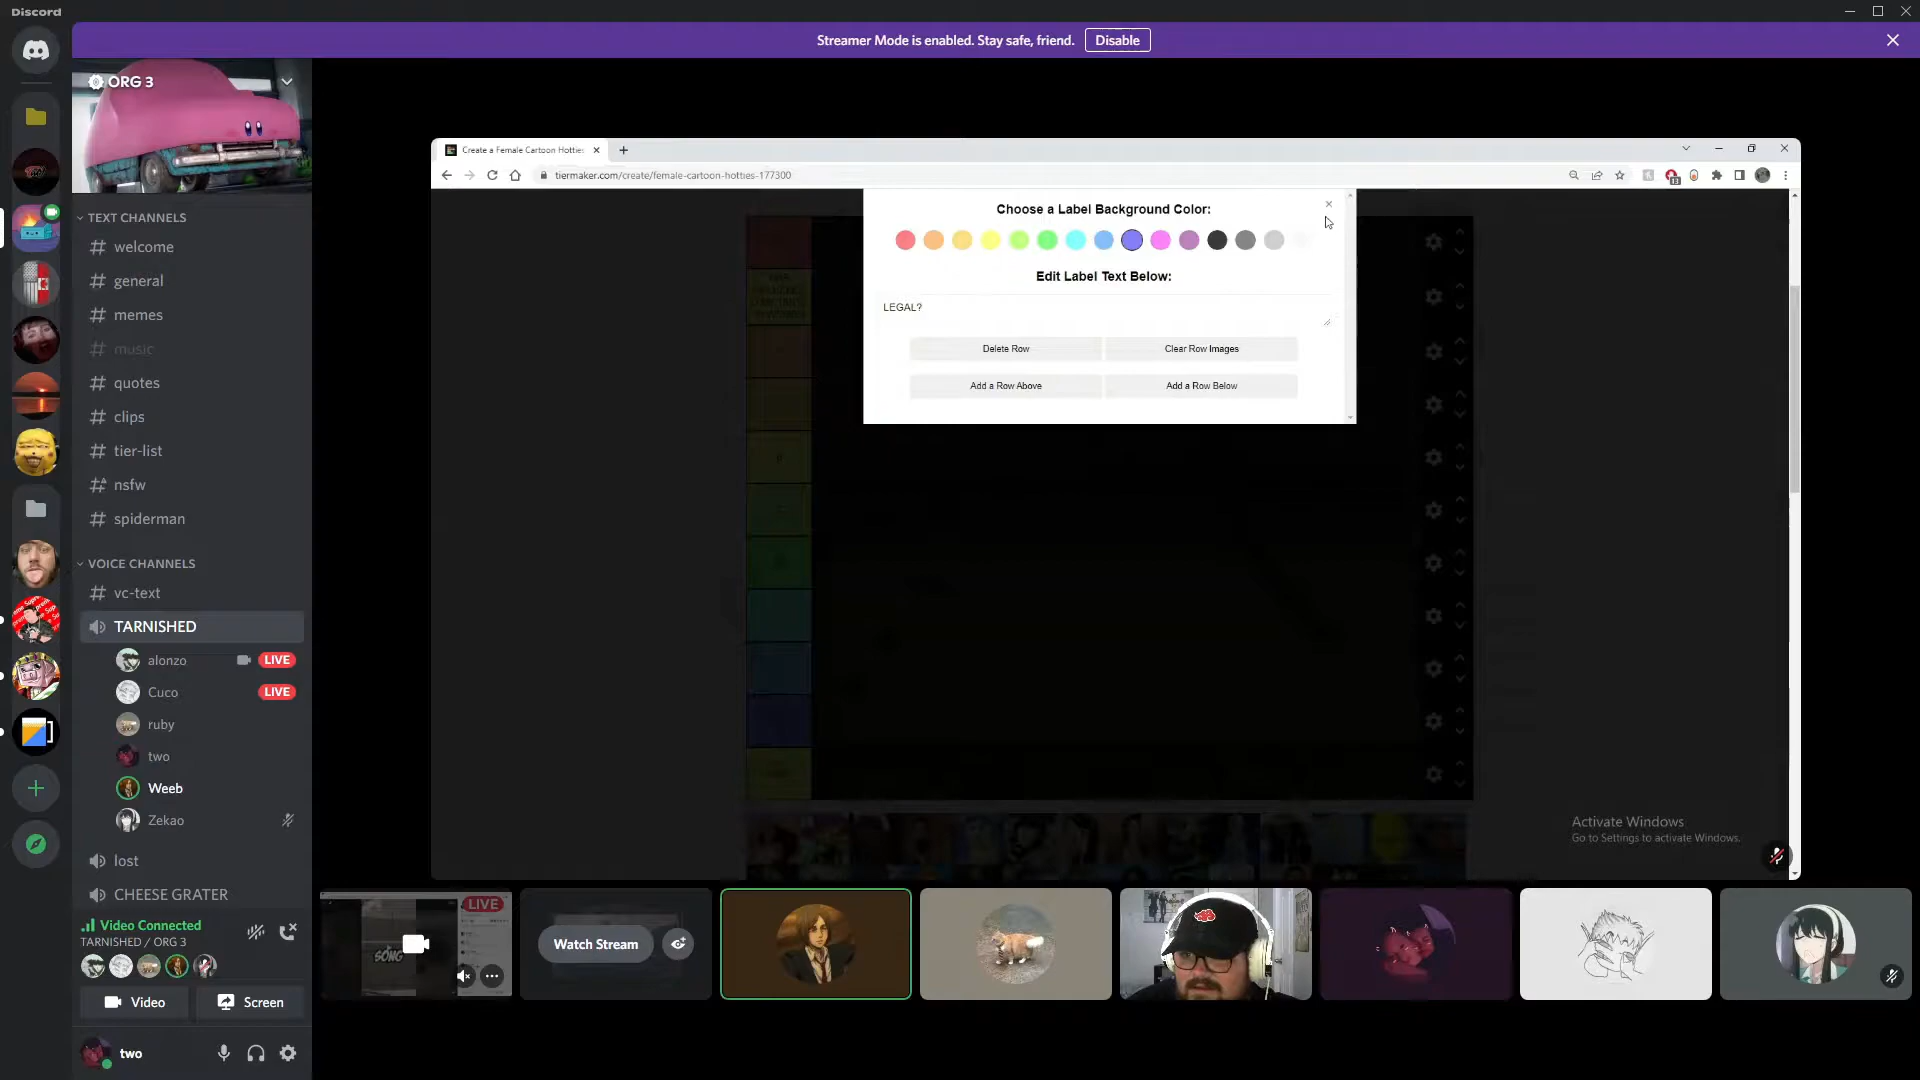 Discord
Streamer Mode is enabled. Stay safe, friend.
Disable
ORG 3
TEXT CHANNELS
welcome
general
memes
music
quotes
clips
tier-list
nsfw
spiderman
VOICE CHANNELS
vc-text
TARNISHED
alonzo
LIVE
Cuco
LIVE
ruby
two
Weeb
Zekao
lost
CHEESE GRATER
Video Connected
TARNISHED / ORG 3
Video
Screen
two
Create a Female Cartoon Hotties
tiermaker.com/create/female-cartoon-hotties-177300
Choose a Label Background Color:
Edit Label Text Below:
LEGAL?
Delete Row
Clear Row Images
Add a Row Above
Add a Row Below
Activate Windows
Go to Settings to activate Windows.
LIVE
SONG
Watch Stream